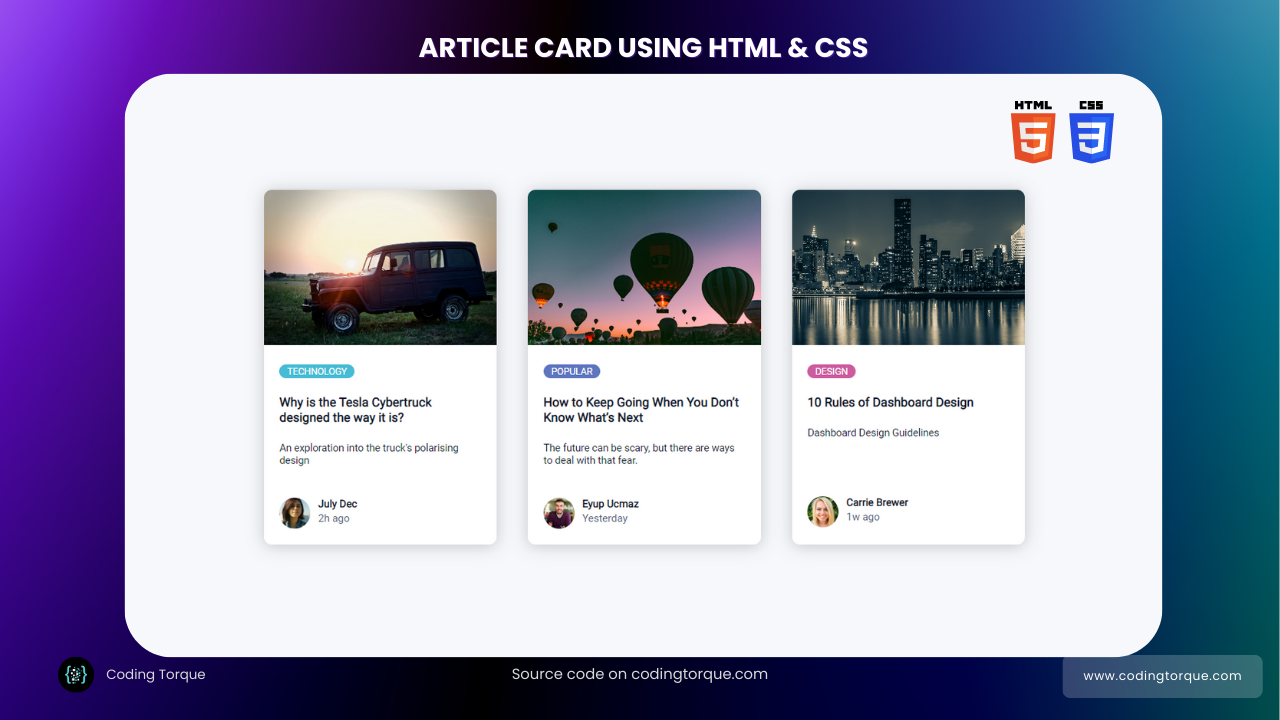 ARTICLE CARD USING HTML & CSS
HTML
CSS
5
3
TECHNOLOGY
Why is the Tesla Cybertruck
designed the way it is?
An exploration into the truck's polarising
design
July Dec
2h ago
POPULAR
How to Keep Going When You Don't
Know What's Next
The future can be scary, but there are ways
to deal with that fear.
Eyup Ucmaz
Yesterday
DESIGN
10 Rules of Dashboard Design
Dashboard Design Guidelines
Carrie Brewer
1w ago
Coding Torque
Source code on codingtorque.com
www.codingtorque.com